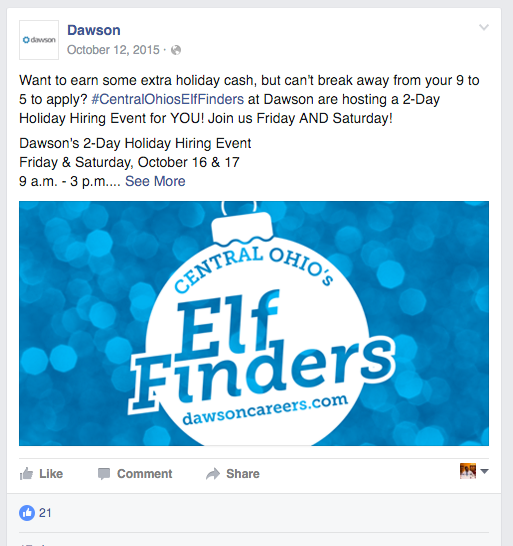 dawson
Dawson
October 12, 2015 ·
Want to earn some extra holiday cash, but can't break away from your 9 to
5 to apply? #CentralOhiosElfFinders at Dawson are hosting a 2-Day
Holiday Hiring Event for YOU! Join us Friday AND Saturday!
Dawson's 2-Day Holiday Hiring Event
Friday & Saturday, October 16 & 17
9 a.m. - 3 p.m.... See More
CENTRAL OHIO's
Elf
Finders
dawsoncareers.com
Like Comment Share
21